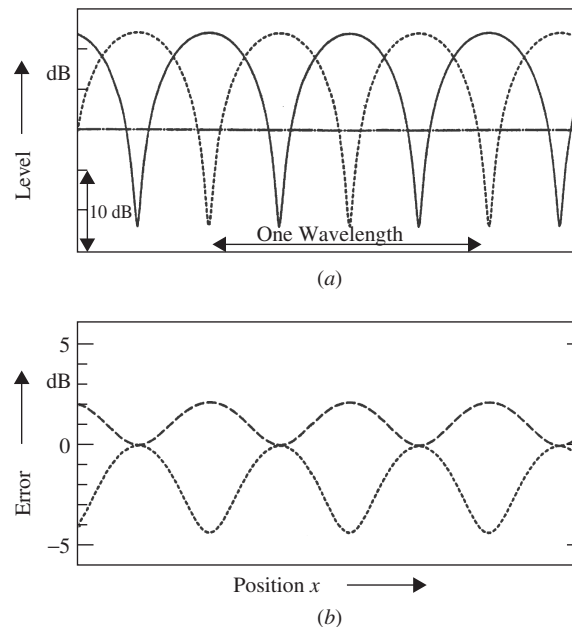 dB
Level
10 dB
One Wavelength
(a)
5
dB
0
Error
−5
Position x
(b)